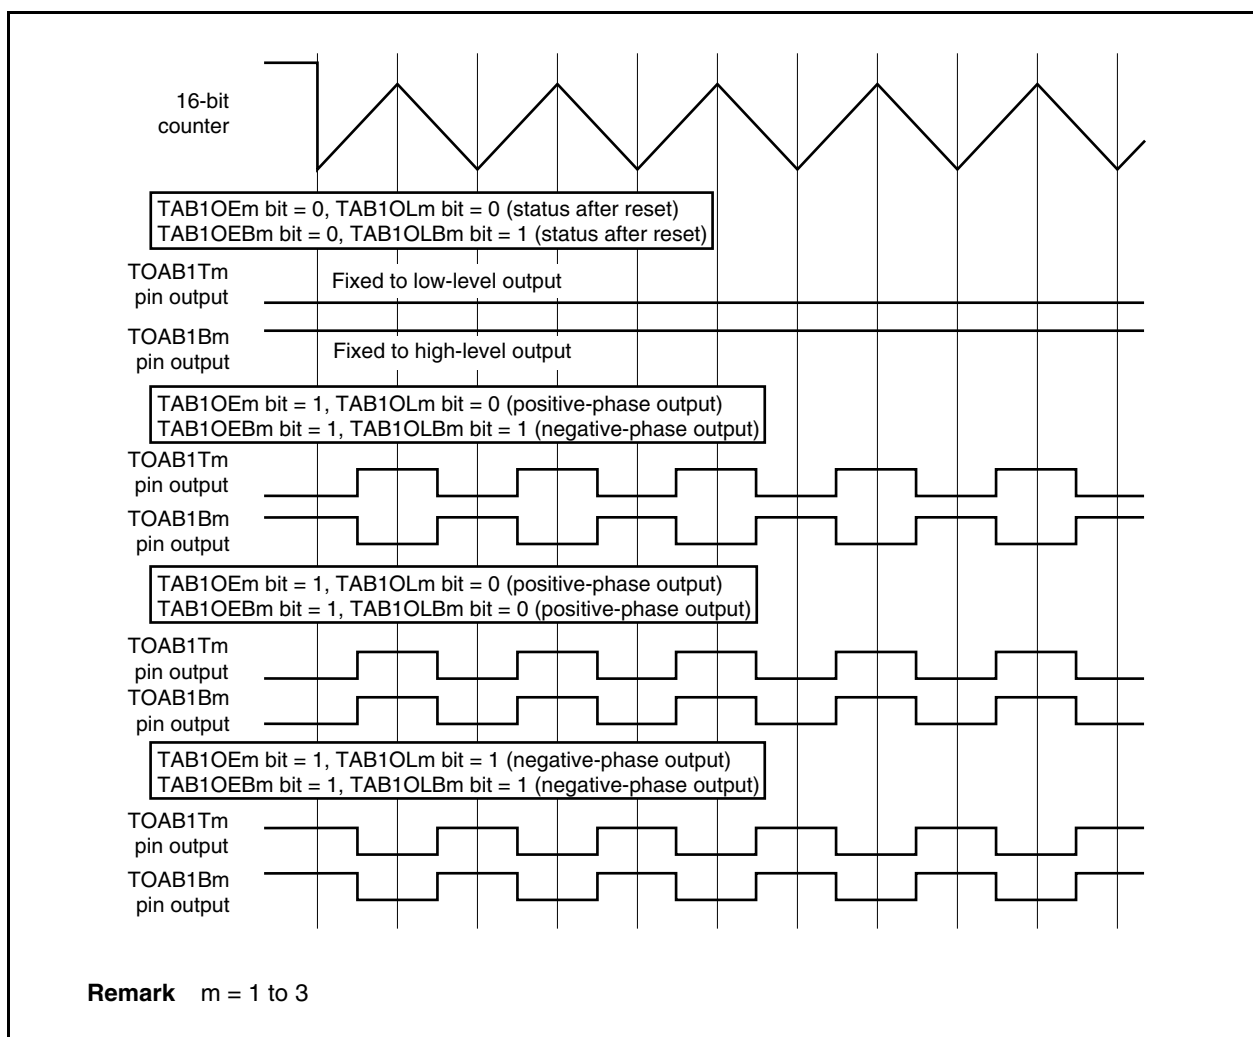 16-bit
counter
TAB1OEm bit = 0, TAB1OLm bit = 0 (status after reset)
TAB1OEBm bit = 0, TAB1OLBm bit = 1 (status after reset)
TOAB1Tm
pin output
Fixed to low-level output
TOAB1Bm
pin output
Fixed to high-level output
TAB1OEm bit = 1, TAB1OLm bit = 0 (positive-phase output)
TAB1OEBm bit = 1, TAB1OLBm bit = 1 (negative-phase output)
TOAB1Tm
pin output
TOAB1Bm
pin output
TAB1OEm bit = 1, TAB1OLm bit = 0 (positive-phase output)
TAB1OEBm bit = 1, TAB1OLBm bit = 0 (positive-phase output)
TOAB1Tm
pin output
TOAB1Bm
pin output
TAB1OEm bit = 1, TAB1OLm bit = 1 (negative-phase output)
TAB1OEBm bit = 1, TAB1OLBm bit = 1 (negative-phase output)
TOAB1Tm
pin output
TOAB1Bm
pin output
Remark m = 1 to 3